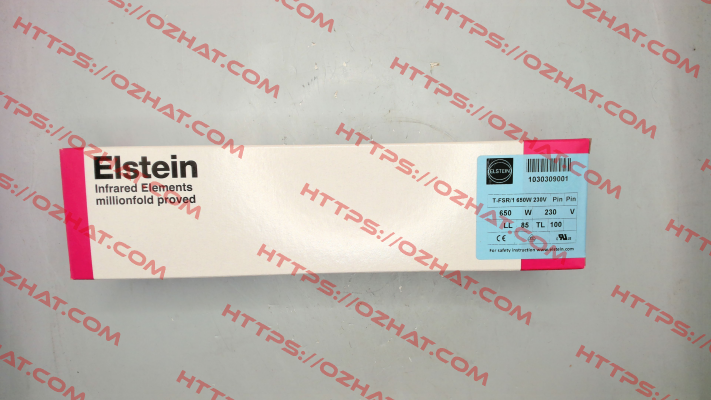 Elstein
Infrared Elements
millionfold proved
ELSTEIN
1030309001
T-FSR/1 650W 230V Pin Pin
650 W 230 V
LL 85 TL 100
CE
For safety instruction www.elstein.com
HTTPS://OZHAT.COM